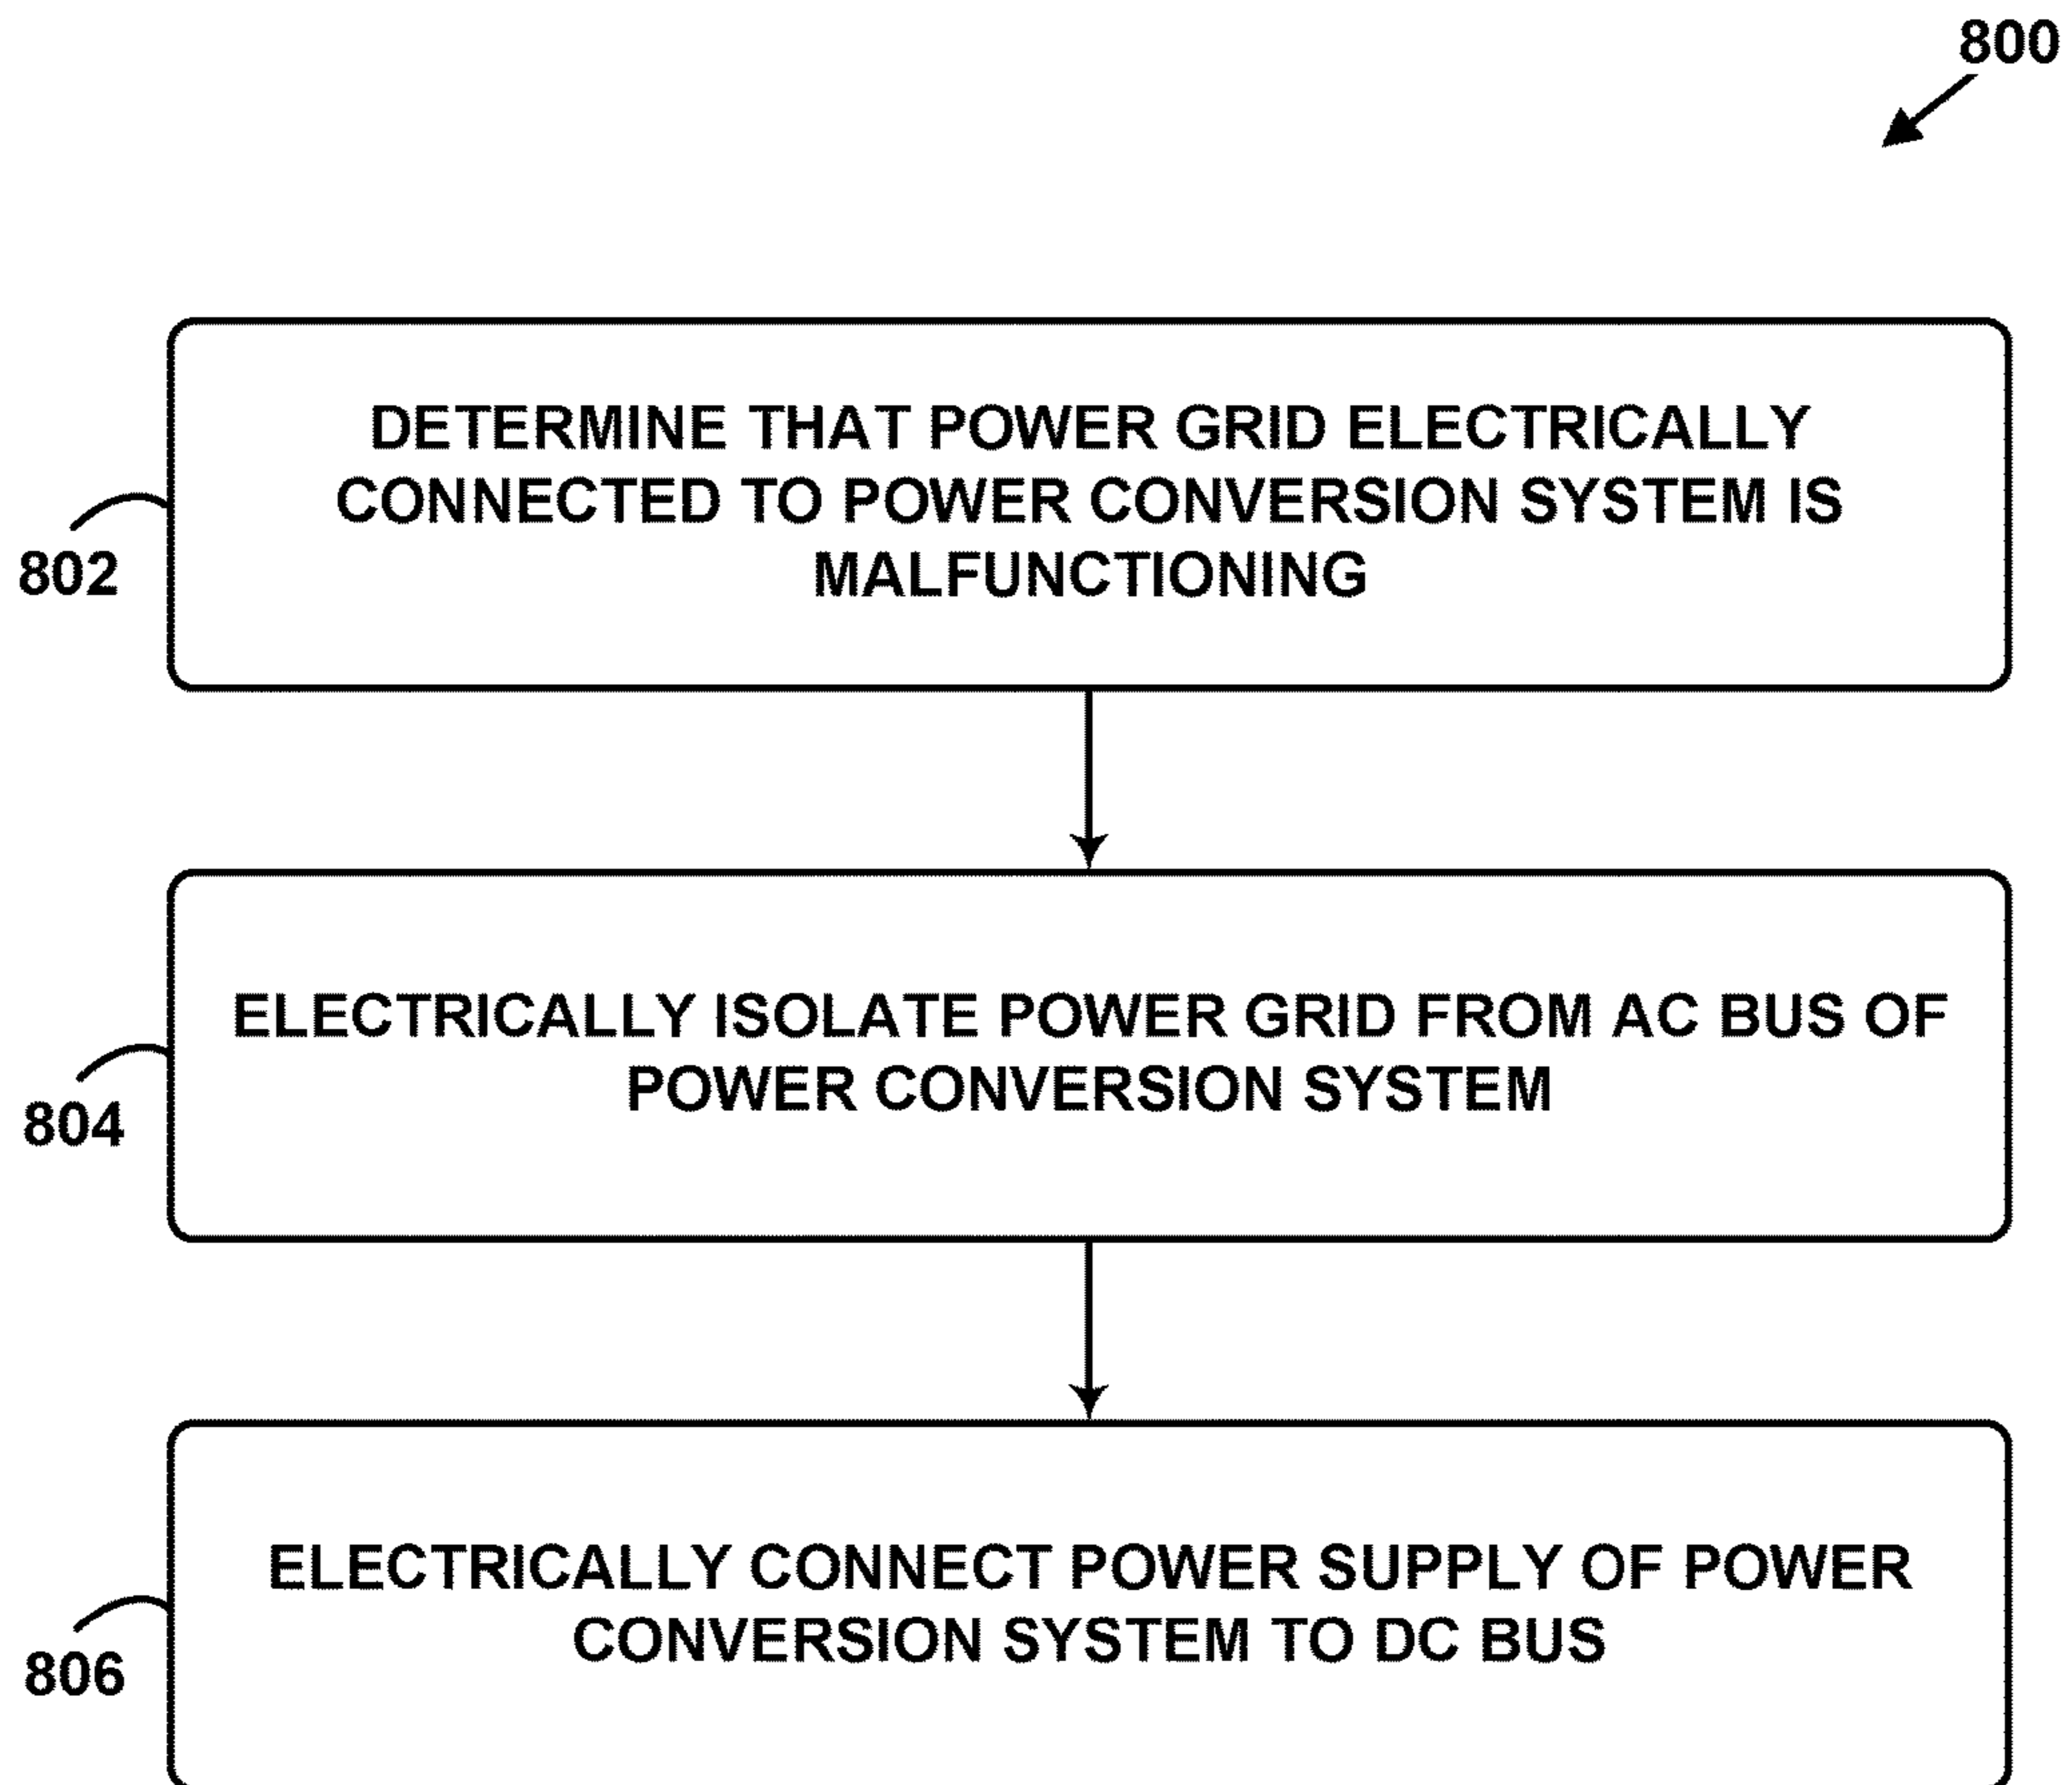 800
DETERMINE THAT POWER GRID ELECTRICALLY
CONNECTED TO POWER CONVERSION SYSTEM IS
MALFUNCTIONING
802
ELECTRICALLY ISOLATE POWER GRID FROM AC BUS OF
POWER CONVERSION SYSTEM
804
ELECTRICALLY CONNECT POWER SUPPLY OF POWER
CONVERSION SYSTEM TO DC BUS
806